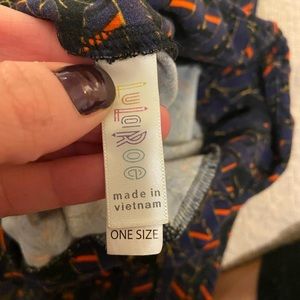 LuLaRoe
made in
vietnam
ONE SIZE